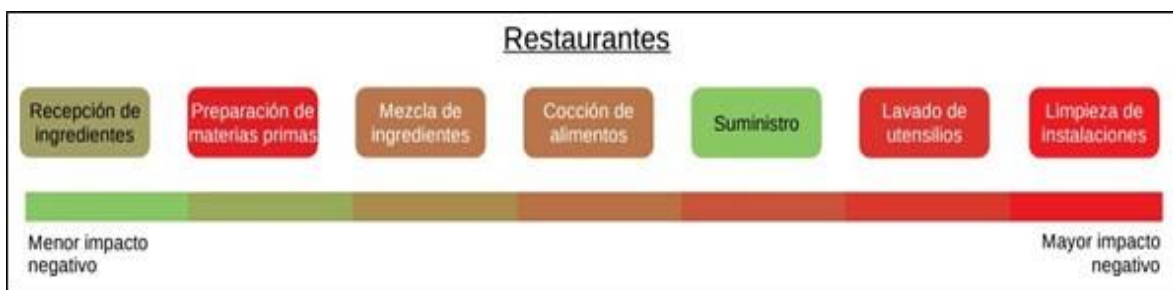 Restaurantes
Recepción de
ingredientes
Preparación de
materias primas
Mezcla de
ingredientes
Cocción de
alimentos
Suministro
Lavado de
utensilios
Limpieza de
instalaciones
Menor impacto
negativo
Mayor impacto
negativo